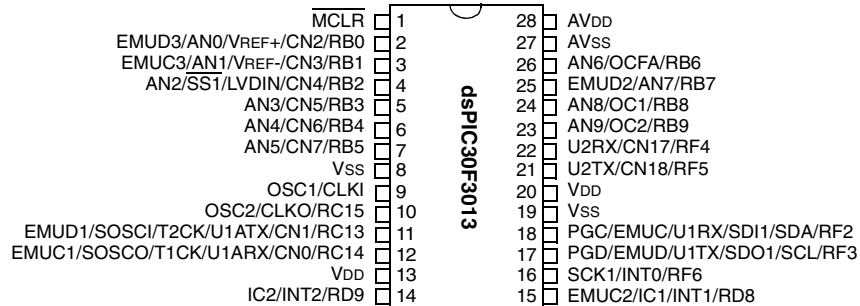 MCLR 1 28 AVDD
EMUD3/AN0/VREF+/CN2/RB0 2 27 AVSS
EMUC3/AN1/VREF-/CN3/RB1 3 26 AN6/OCFA/RB6
AN2/SS1/LVDIN/CN4/RB2 4 25 EMUD2/AN7/RB7
AN3/CN5/RB3 5 24 AN8/OC1/RB8
AN4/CN6/RB4 6 23 AN9/OC2/RB9
AN5/CN7/RB5 7 22 U2RX/CN17/RF4
VSS 8 21 U2TX/CN18/RF5
OSC1/CLKI 9 20 VDD
OSC2/CLKO/RC15 10 19 VSS
EMUD1/SOSCI/T2CK/U1ATX/CN1/RC13 11 18 PGC/EMUC/U1RX/SDI1/SDA/RF2
EMUC1/SOSCO/T1CK/U1ARX/CN0/RC14 12 17 PGD/EMUD/U1TX/SDO1/SCL/RF3
VDD 13 16 SCK1/INT0/RF6
IC2/INT2/RD9 14 15 EMUC2/IC1/INT1/RD8
dsPIC30F3013